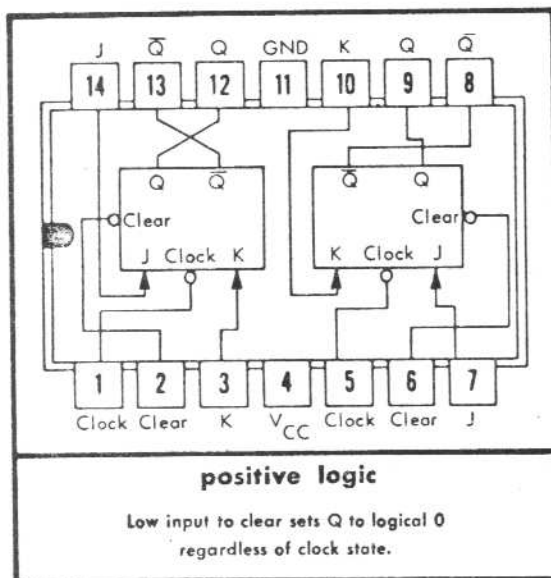 J Q̅ Q GND K Q Q̅
14 13 12 11 10 9 8
Q Q̅ Q̅ Q
Clear Clear
J Clock K K Clock J
1 2 3 4 5 6 7
Clock Clear K VCC Clock Clear J
positive logic
Low input to clear sets Q to logical 0
regardless of clock state.